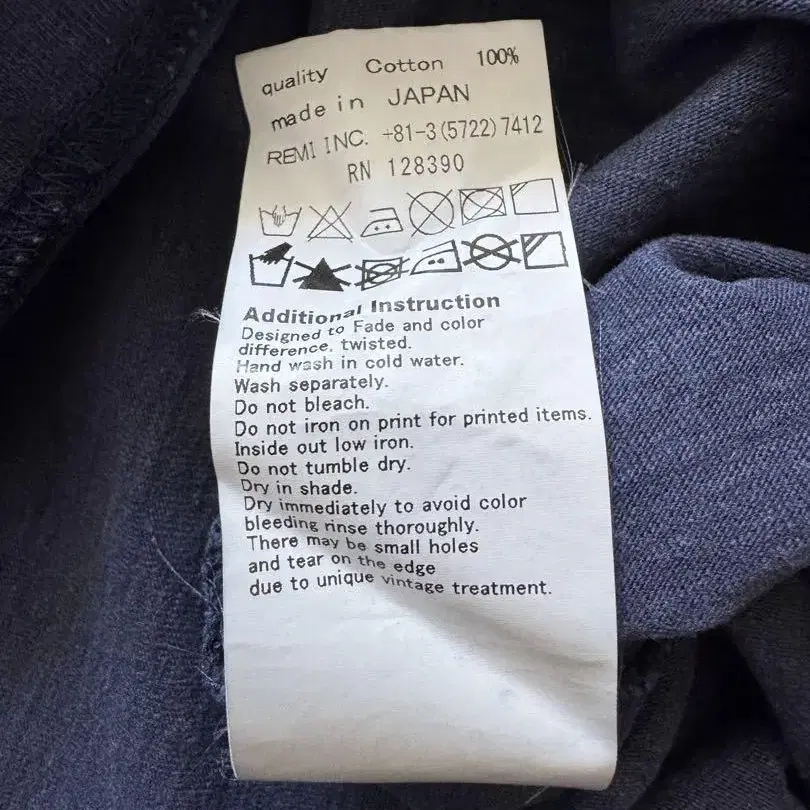 quality Cotton 100%
made in JAPAN
REMI INC. +81-3(5722)7412
RN 128390
Additional Instruction
Designed to Fade and color
difference, twisted.
Hand wash in cold water.
Wash separately.
Do not bleach.
Do not iron on print for printed items.
Inside out low iron.
Do not tumble dry.
Dry in shade.
Dry immediately to avoid color
bleeding rinse thoroughly.
There may be small holes
and tear on the edge
due to unique vintage treatment.